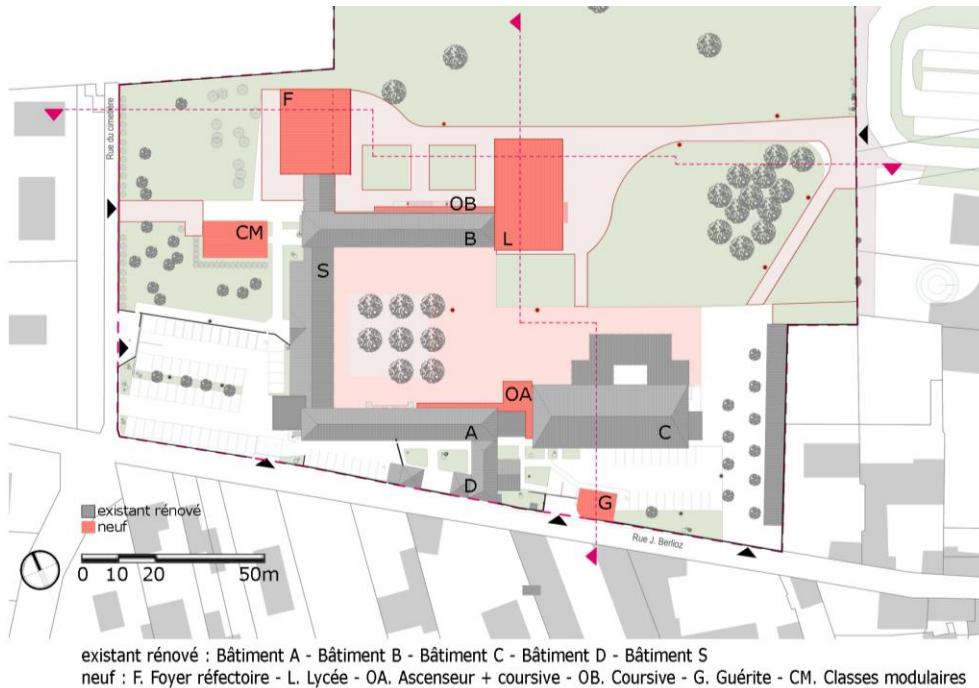 F
Rue du cimetière
OB
CM
B
L
S
OA
A
C
D
G
existant rénové
neuf
Rue J. Berlioz
0 10 20 50m
existant rénové : Bâtiment A - Bâtiment B - Bâtiment C - Bâtiment D - Bâtiment S
neuf : F. Foyer réfectoire - L. Lycée - OA. Ascenseur + coursive - OB. Coursive - G. Guérite - CM. Classes modulaires